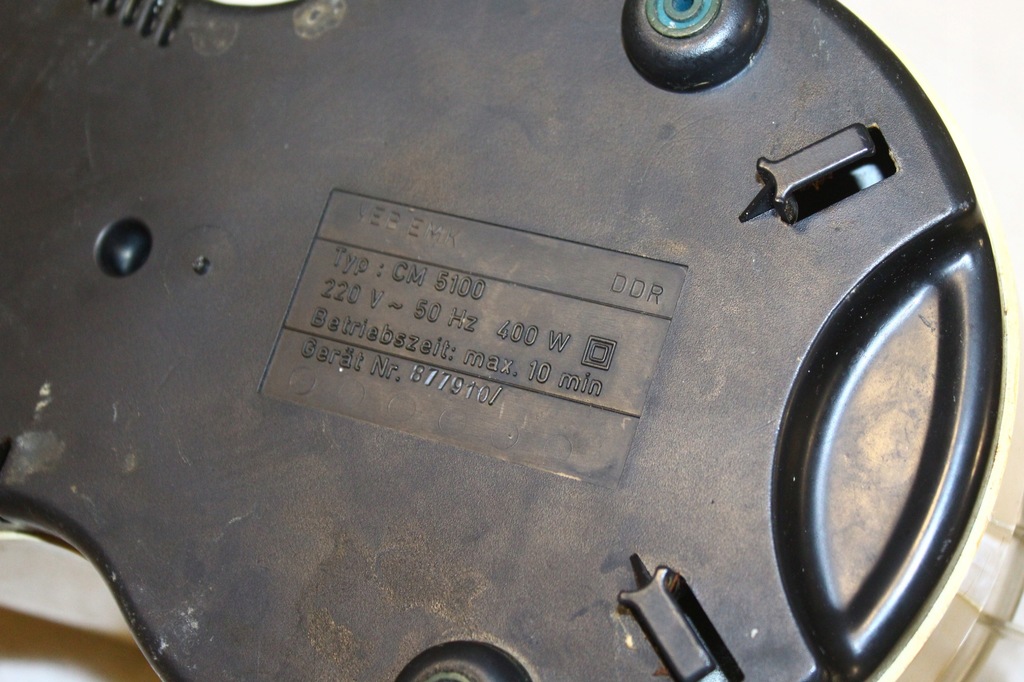 VEB EMK
DDR
Typ : CM 5100
220 V ~ 50 Hz 400 W
Betriebszeit: max. 10 min
Gerät Nr. 877910/